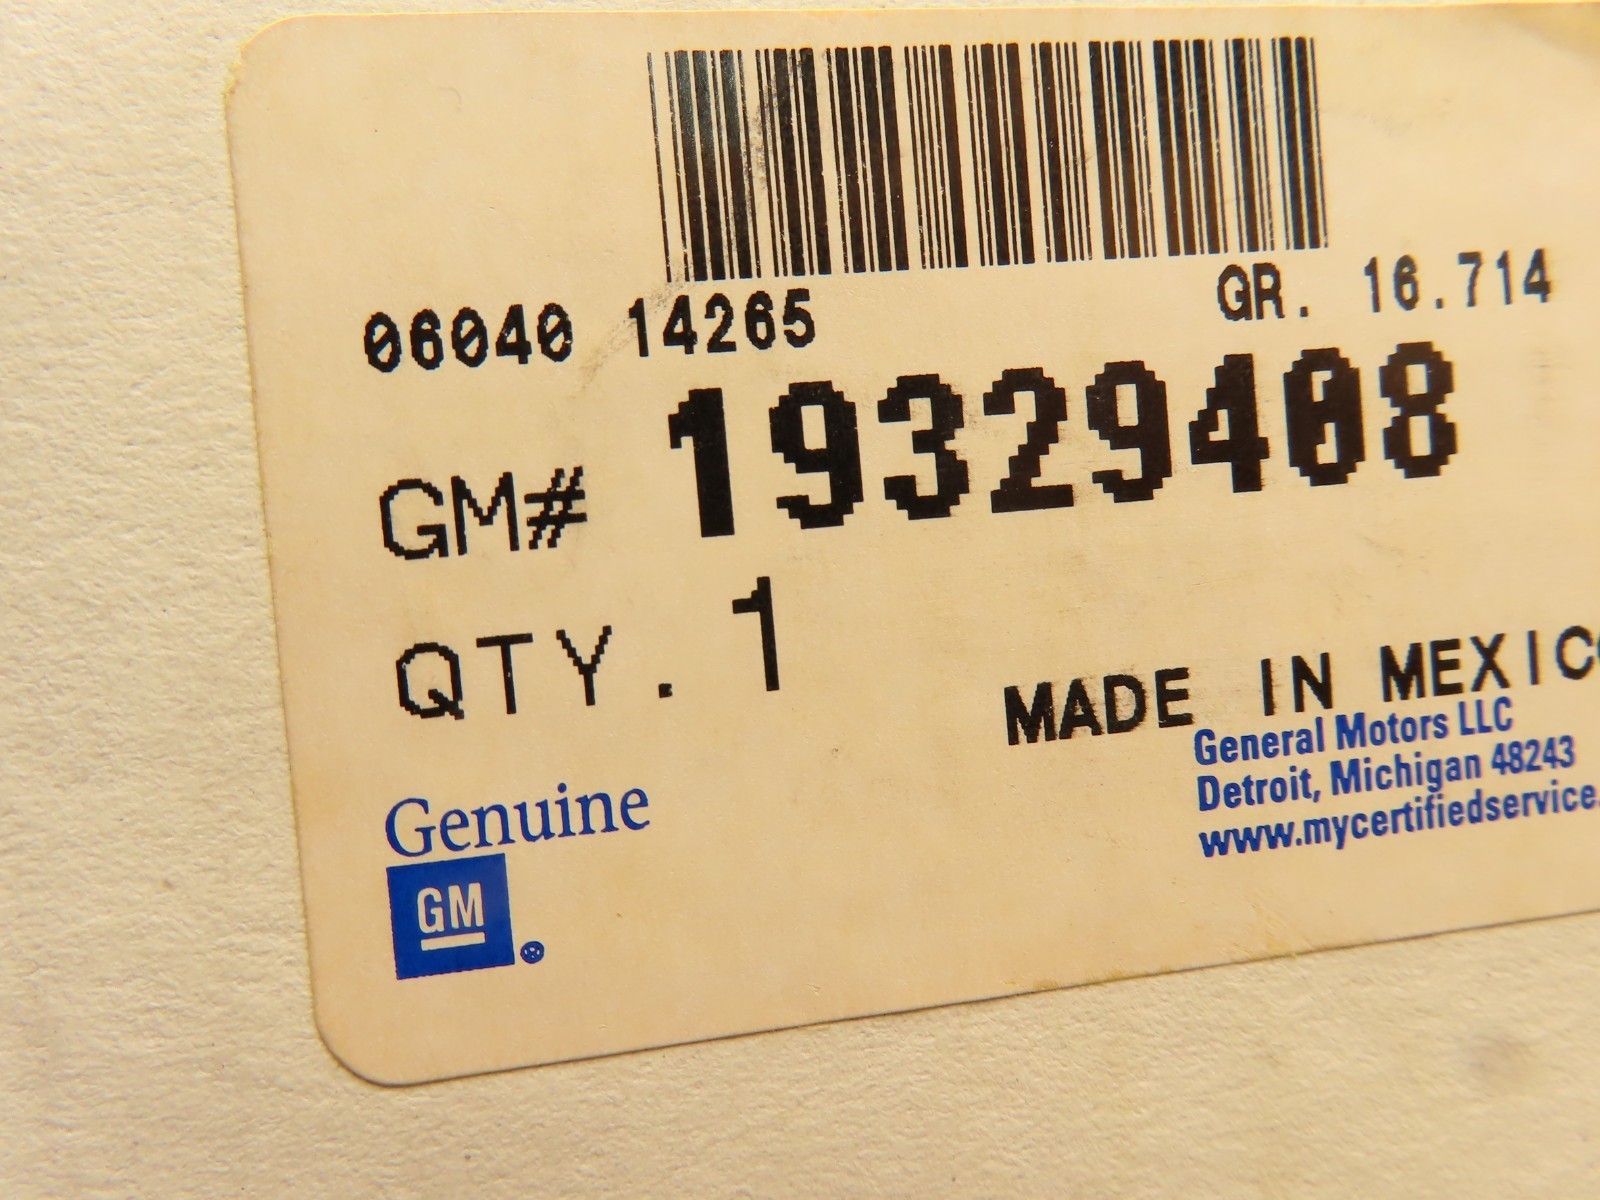 06040 14265
GR. 16.714
GM# 19329408
QTY. 1
MADE IN MEXICO
General Motors LLC
Detroit, Michigan 48243
www.mycertifiedservice.
Genuine
GM ®